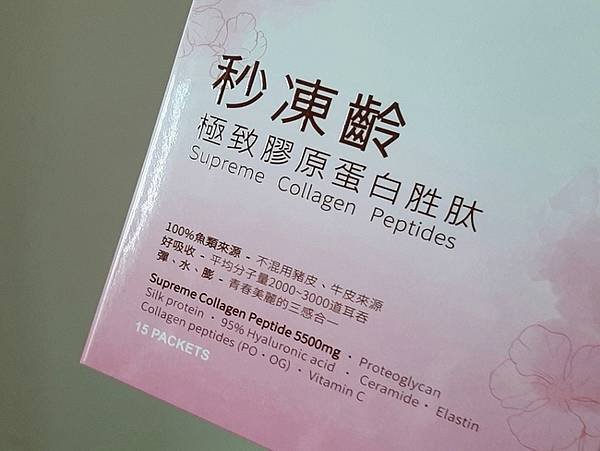 秒凍齡
極致膠原蛋白胜肽
Supreme Collagen Peptides
100%魚類來源 - 不混用豬皮、牛皮來源
好吸收 - 平均分子量2000~3000道耳吞
彈、水、膨 - 青春美麗的三感合一
Supreme Collagen Peptide 5500mg · Proteoglycan
Silk protein · 95% Hyaluronic acid · Ceramide · Elastin
Collagen peptides (PO·OG) · Vitamin C
15 PACKETS